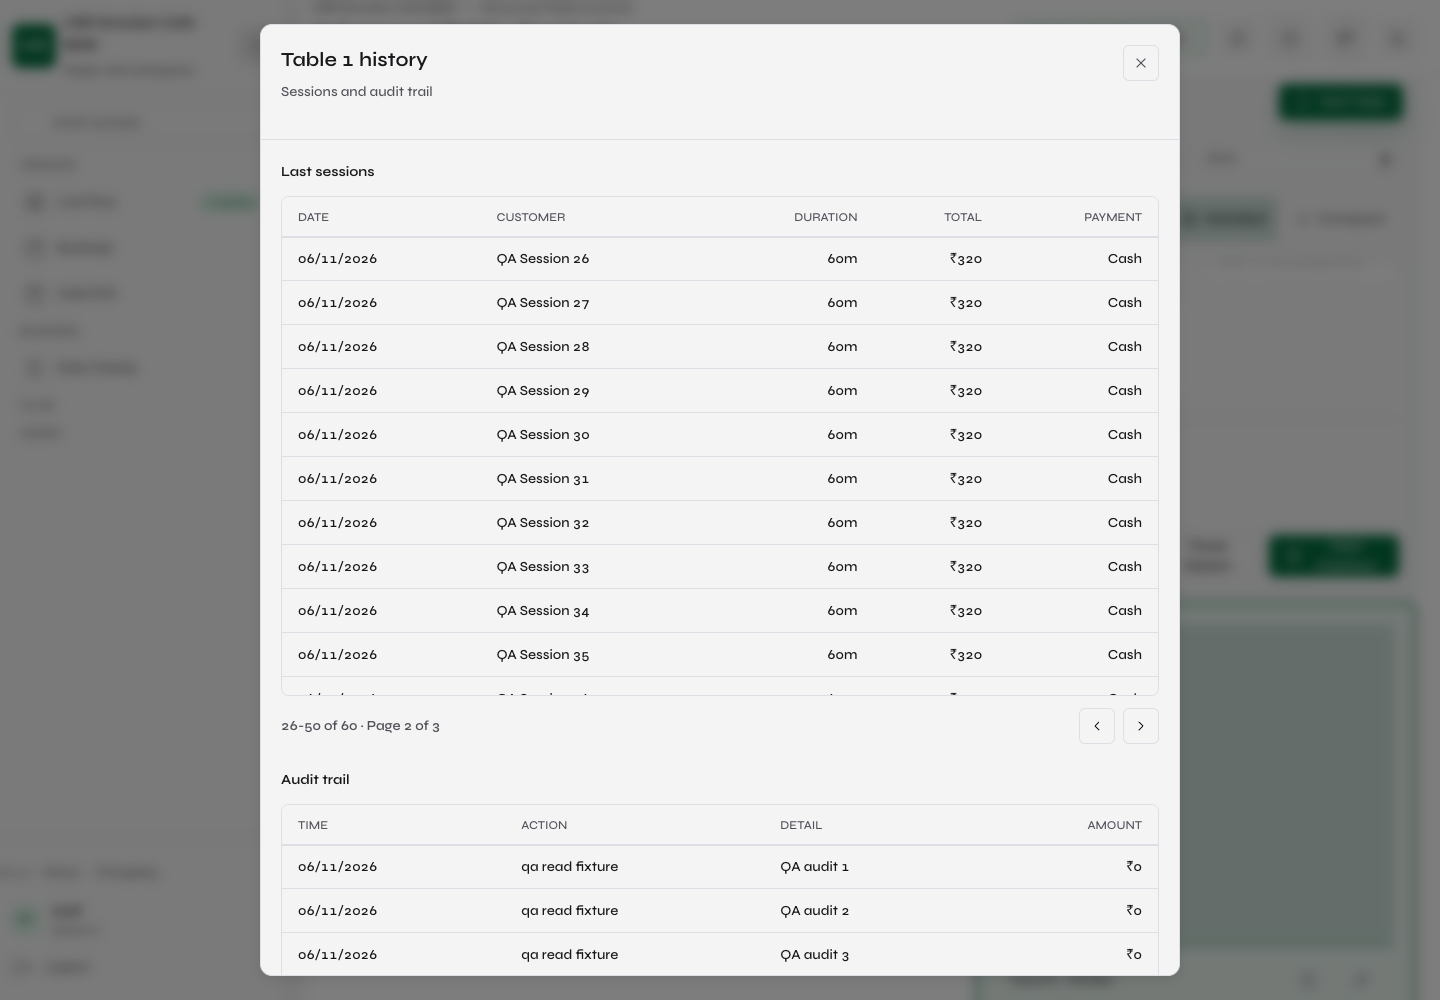 Table 1 history
Sessions and audit trail
Last sessions
DATE CUSTOMER DURATION TOTAL PAYMENT
06/11/2026 QA Session 26 60m ₹320 Cash
06/11/2026 QA Session 27 60m ₹320 Cash
06/11/2026 QA Session 28 60m ₹320 Cash
06/11/2026 QA Session 29 60m ₹320 Cash
06/11/2026 QA Session 30 60m ₹320 Cash
06/11/2026 QA Session 31 60m ₹320 Cash
06/11/2026 QA Session 32 60m ₹320 Cash
06/11/2026 QA Session 33 60m ₹320 Cash
06/11/2026 QA Session 34 60m ₹320 Cash
06/11/2026 QA Session 35 60m ₹320 Cash
26-50 of 60 · Page 2 of 3
Audit trail
TIME ACTION DETAIL AMOUNT
06/11/2026 qa read fixture QA audit 1 ₹0
06/11/2026 qa read fixture QA audit 2 ₹0
06/11/2026 qa read fixture QA audit 3 ₹0